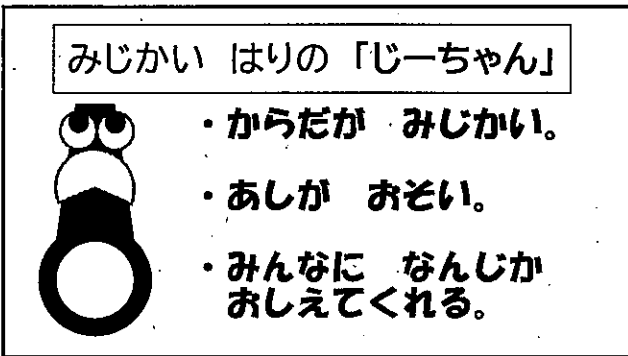 みじかい はりの「じーちゃん」
・からだが みじかい。
・あしが おそい。
・みんなに なんじか
おしえてくれる。